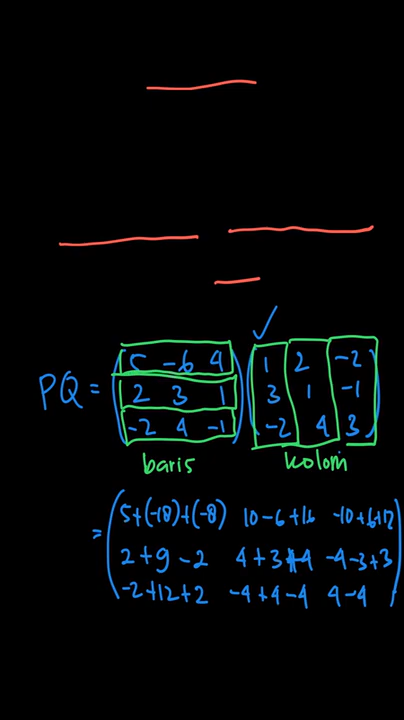 PQ = (5 -6 4) (1 2 -2)
(2 3 1) (3 1 -1)
(-2 4 -1) (-2 4 3)
baris kolom
= (5+(-18)+(-8) 10-6+16 -10+6+12)
(2+9-2 4+3+4 -4-3+3)
(-2+12+2 -4+4-4 4-4)